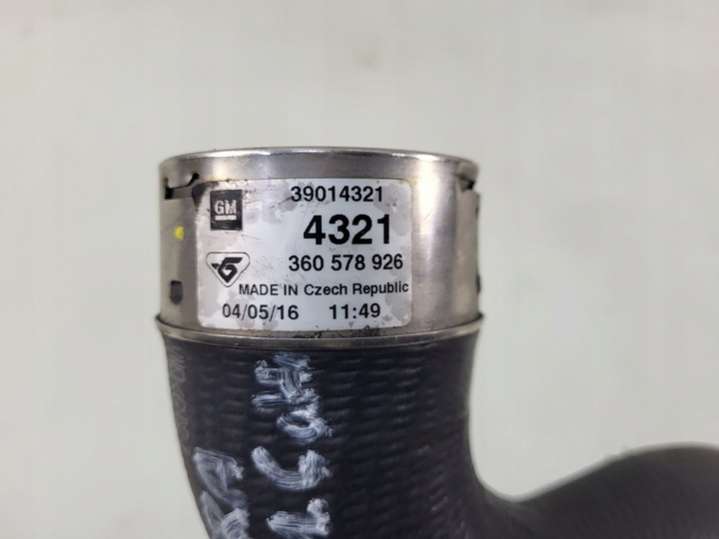 GM
39014321
4321
360 578 926
MADE IN Czech Republic
04/05/16 11:49